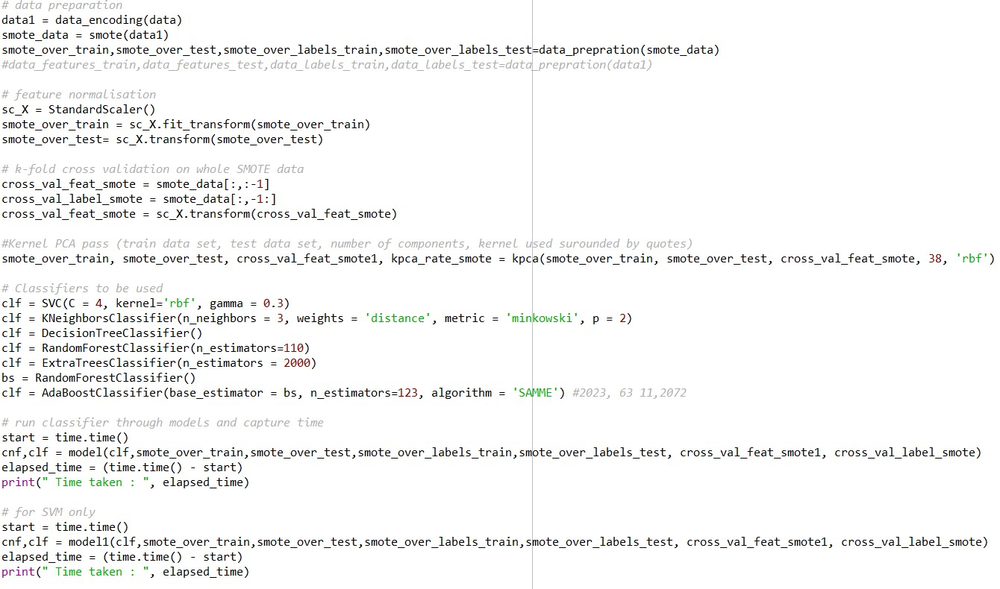 # data preparation
data1 = data_encoding(data)
smote_data = smote(data1)
smote_over_train,smote_over_test,smote_over_labels_train,smote_over_labels_test=data_prepration(smote_data)
#data_features_train,data_features_test,data_labels_train,data_labels_test=data_prepration(data1)
# feature normalisation
sc_X = StandardScaler()
smote_over_train = sc_X.fit_transform(smote_over_train)
smote_over_test= sc_X.transform(smote_over_test)
# k-fold cross validation on whole SMOTE data
cross_val_feat_smote = smote_data[:,:-1]
cross_val_label_smote = smote_data[:,-1:]
cross_val_feat_smote = sc_X.transform(cross_val_feat_smote)
#Kernel PCA pass (train data set, test data set, number of components, kernel used surounded by quotes)
smote_over_train, smote_over_test, cross_val_feat_smote1, kpca_rate_smote = kpca(smote_over_train, smote_over_test, cross_val_feat_smote, 38, 'rbf')
# Classifiers to be used
clf = SVC(C = 4, kernel='rbf', gamma = 0.3)
clf = KNeighborsClassifier(n_neighbors = 3, weights = 'distance', metric = 'minkowski', p = 2)
clf = DecisionTreeClassifier()
clf = RandomForestClassifier(n_estimators=110)
clf = ExtraTreesClassifier(n_estimators = 2000)
bs = RandomForestClassifier()
clf = AdaBoostClassifier(base_estimator = bs, n_estimators=123, algorithm = 'SAMME') #2023, 63 11,2072
# run classifier through models and capture time
start = time.time()
cnf,clf = model(clf,smote_over_train,smote_over_test,smote_over_labels_train,smote_over_labels_test, cross_val_feat_smote1, cross_val_label_smote)
elapsed_time = (time.time() - start)
print(" Time taken : ", elapsed_time)
# for SVM only
start = time.time()
cnf,clf = model1(clf,smote_over_train,smote_over_test,smote_over_labels_train,smote_over_labels_test, cross_val_feat_smote1, cross_val_label_smote)
elapsed_time = (time.time() - start)
print(" Time taken : ", elapsed_time)